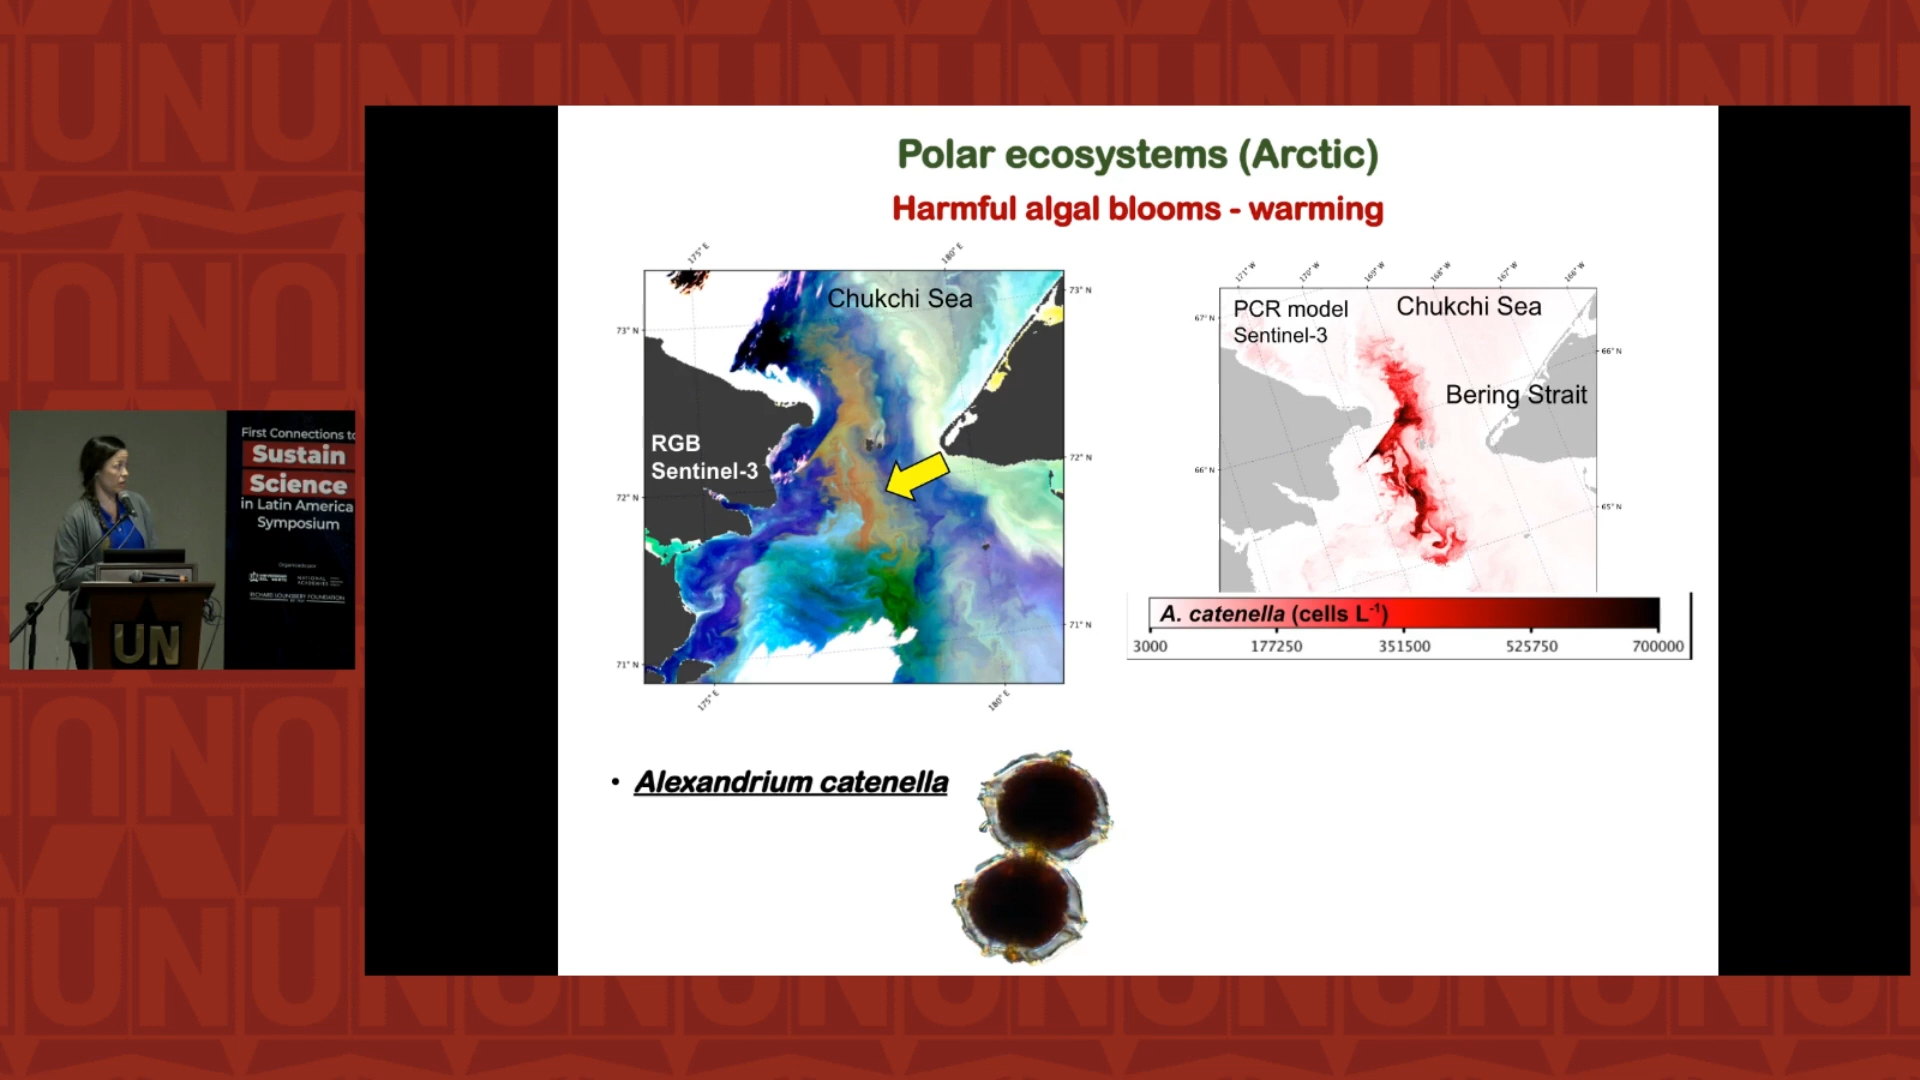 Polar ecosystems (Arctic)
Harmful algal blooms - warming
175° E
180° E
Chukchi Sea
73° N
73° N
RGB
Sentinel-3
72° N
72° N
71° N
71° N
175° E
180° E
171° W
170° W
169° W
168° W
167° W
166° W
PCR model
Sentinel-3
Chukchi Sea
67° N
66° N
Bering Strait
66° N
65° N
A. catenella (cells L-1)
3000
177250
351500
525750
700000
• Alexandrium catenella
First Connections to
Sustain
Science
in Latin America
Symposium
RICHARD LOUNSBERY FOUNDATION
UN